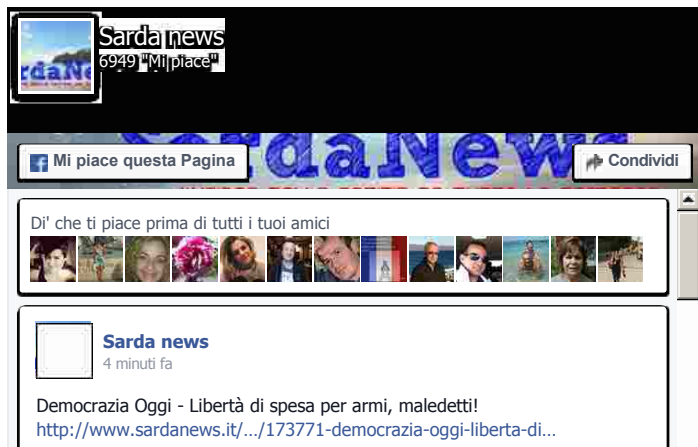 Sarda news
6949 "Mi piace"
rdaNe
SardaNews
Mi piace questa Pagina
Condividi
Di' che ti piace prima di tutti i tuoi amici
Sarda news
4 minuti fa
Democrazia Oggi - Libertà di spesa per armi, maledetti!
http://www.sardanews.it/…/173771-democrazia-oggi-liberta-di…